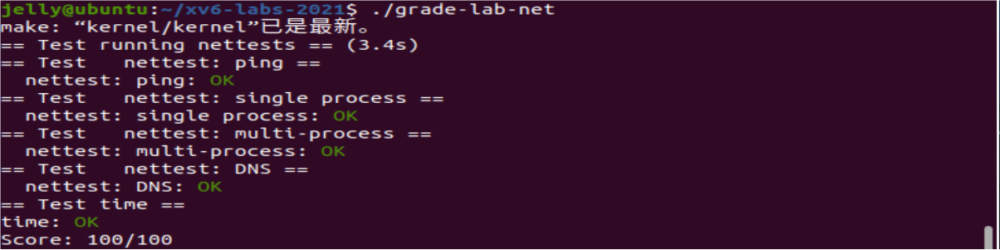 jelly@ubuntu:~/xv6-labs-2021$ ./grade-lab-net
make: “kernel/kernel”已是最新。
== Test running nettests == (3.4s)
== Test   nettest: ping ==
  nettest: ping: OK
== Test   nettest: single process ==
  nettest: single process: OK
== Test   nettest: multi-process ==
  nettest: multi-process: OK
== Test   nettest: DNS ==
  nettest: DNS: OK
== Test time ==
time: OK
Score: 100/100